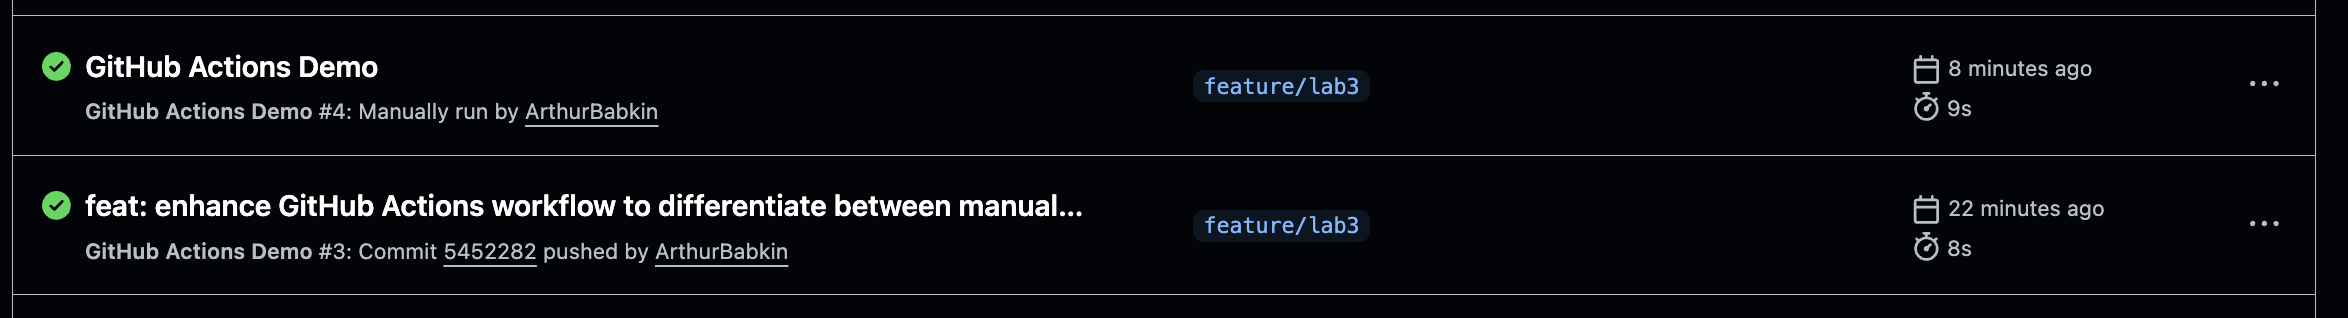 GitHub Actions Demo
GitHub Actions Demo #4: Manually run by ArthurBabkin
feature/lab3
8 minutes ago
9s
feat: enhance GitHub Actions workflow to differentiate between manual...
GitHub Actions Demo #3: Commit 5452282 pushed by ArthurBabkin
feature/lab3
22 minutes ago
8s